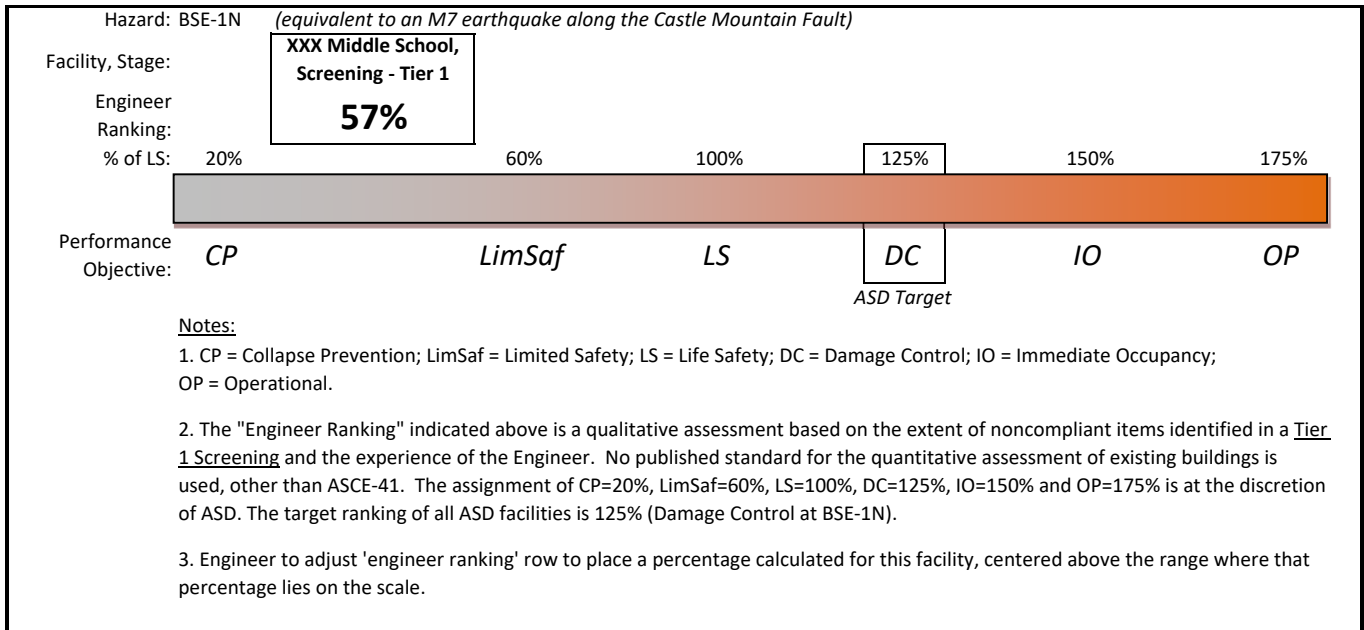 Hazard: BSE-1N (equivalent to an M7 earthquake along the Castle Mountain Fault)
Facility, Stage:
XXX Middle School,
Screening - Tier 1
Engineer
Ranking:
57%
% of LS: 20% 60% 100% 125% 150% 175%
Performance
Objective:
CP LimSaf LS DC IO OP
ASD Target
Notes:
1. CP = Collapse Prevention; LimSaf = Limited Safety; LS = Life Safety; DC = Damage Control; IO = Immediate Occupancy;
OP = Operational.
2. The "Engineer Ranking" indicated above is a qualitative assessment based on the extent of noncompliant items identified in a Tier
1 Screening and the experience of the Engineer. No published standard for the quantitative assessment of existing buildings is
used, other than ASCE-41. The assignment of CP=20%, LimSaf=60%, LS=100%, DC=125%, IO=150% and OP=175% is at the discretion
of ASD. The target ranking of all ASD facilities is 125% (Damage Control at BSE-1N).
3. Engineer to adjust 'engineer ranking' row to place a percentage calculated for this facility, centered above the range where that
percentage lies on the scale.